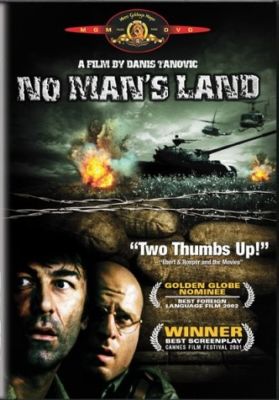 MGM DVD
A FILM BY DANIS TANOVIC
NO MAN'S LAND
"Two Thumbs Up!"
"Ebert & Roeper and the Movies"
GOLDEN GLOBE
NOMINEE
BEST FOREIGN
LANGUAGE FILM 2002
WINNER
BEST SCREENPLAY
CANNES FILM FESTIVAL 2001